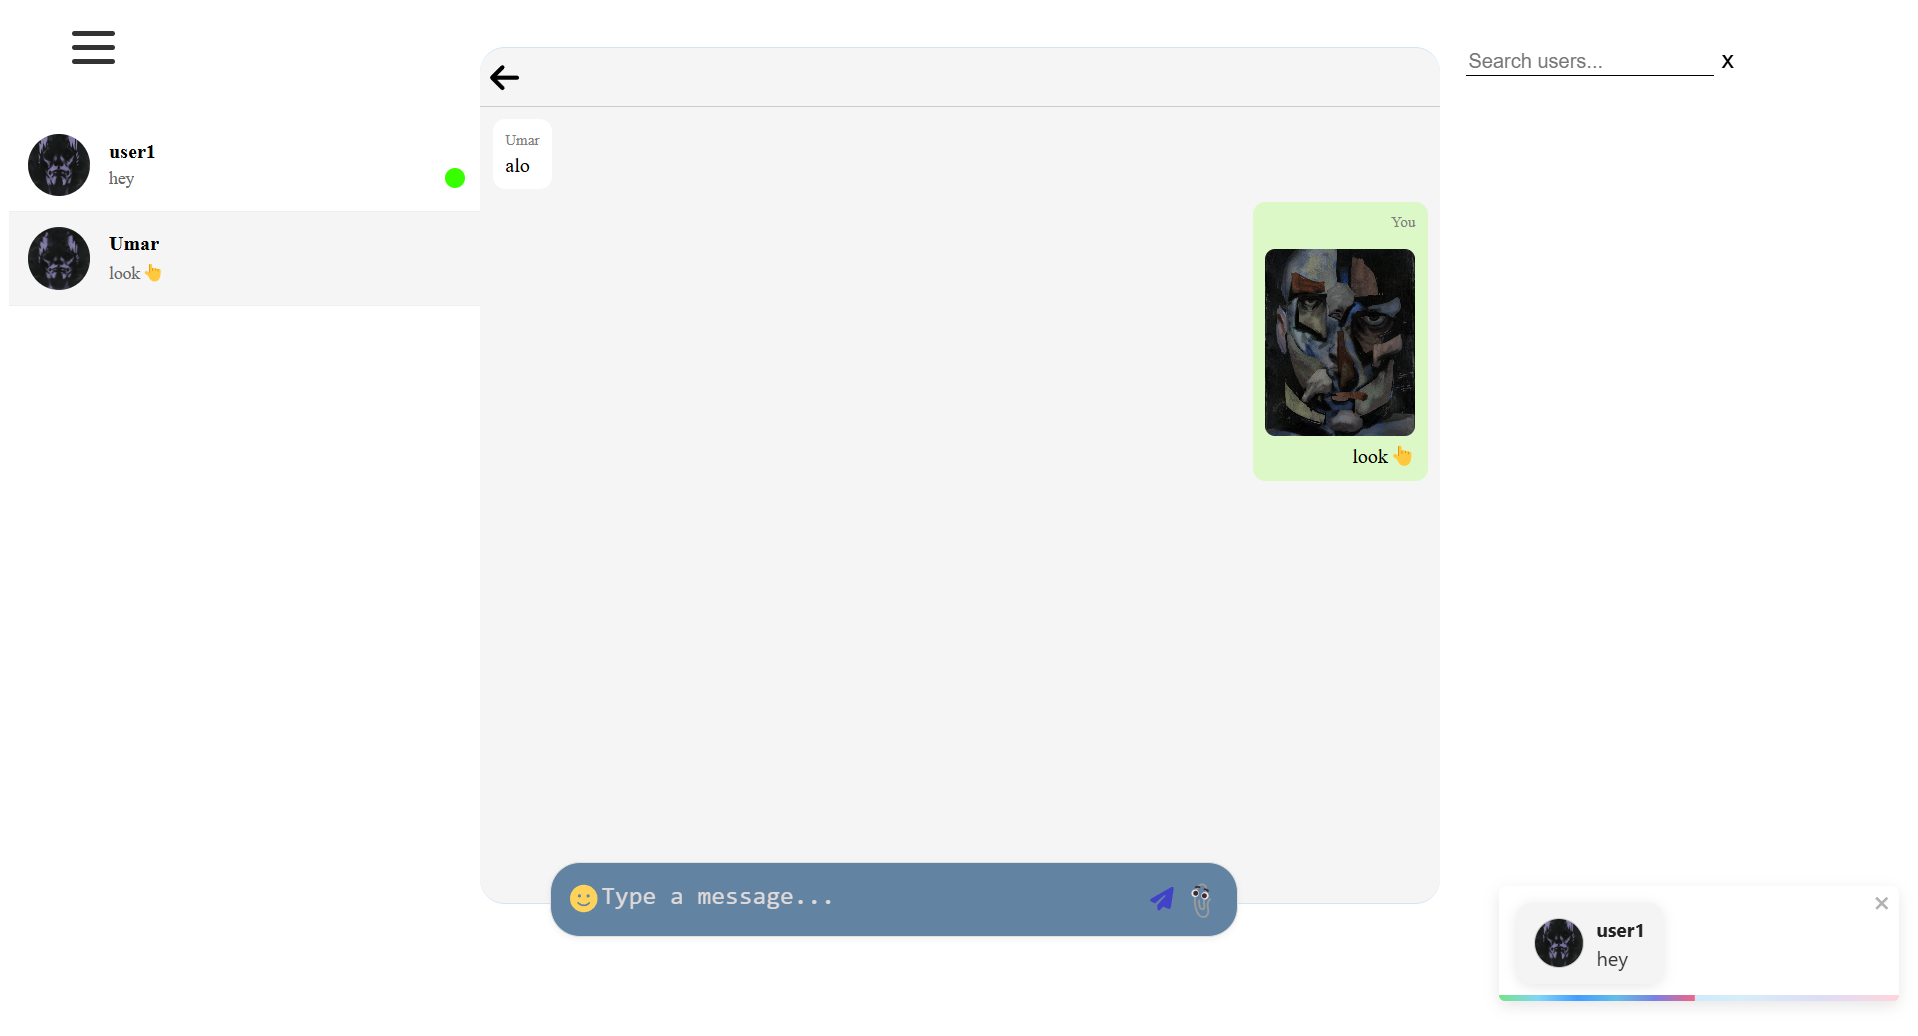 user1
hey
Umar
look 👆
Umar
alo
You
look 👆
Type a message...
Search users... X
user1
hey